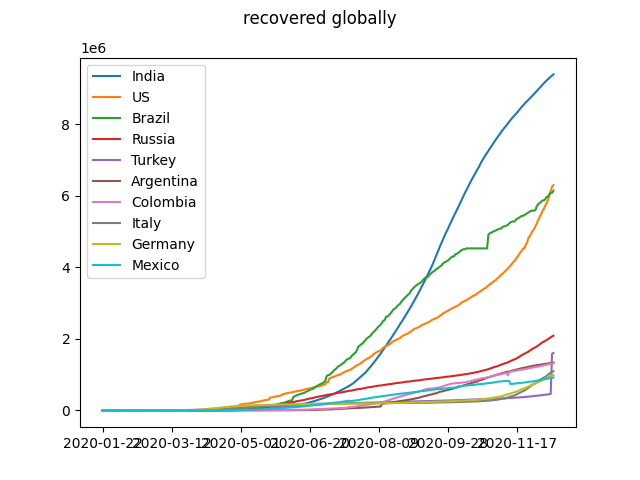 recovered globally
1e6
India
US
Brazil
Russia
Turkey
Argentina
Colombia
Italy
Germany
Mexico
8
6
4
2
0
2020-01-22
2020-03-12
2020-05-01
2020-06-20
2020-08-09
2020-09-28
2020-11-17